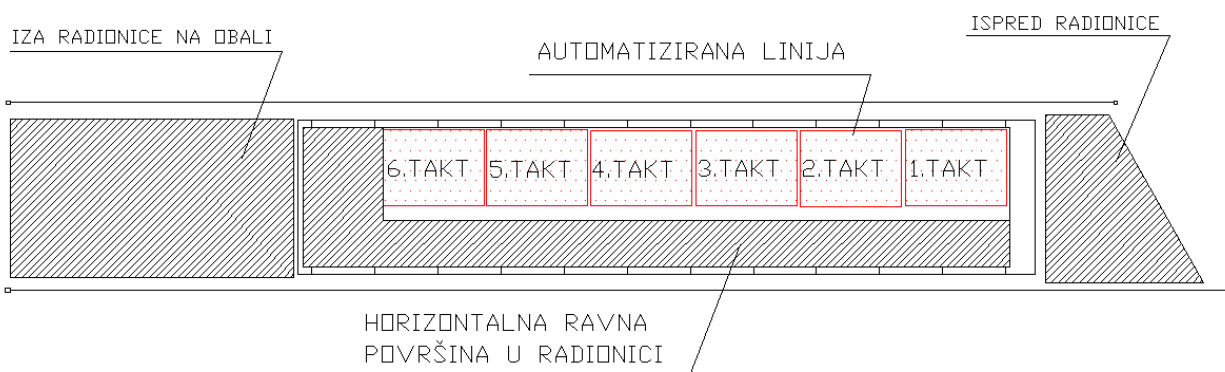 IZA RADIONICE NA OBALI
AUTOMATIZIRANA LINIJA
ISPRED RADIONICE
6.TAKT 5.TAKT 4.TAKT 3.TAKT 2.TAKT 1.TAKT
HORIZONTALNA RAVNA
POVRŠINA U RADIONICI